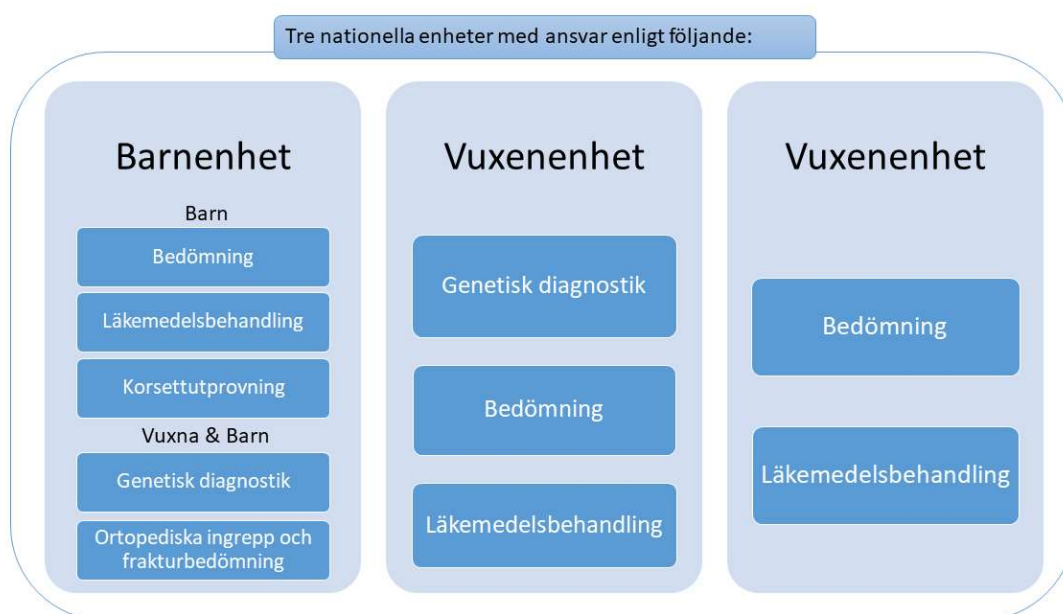 Tre nationella enheter med ansvar enligt följande:
Barnenhet
Barn
Bedömning
Läkemedelsbehandling
Korsettutprovning
Vuxna & Barn
Genetisk diagnostik
Ortopediska ingrepp och
frakturbedömning
Vuxenenhet
Genetisk diagnostik
Bedömning
Läkemedelsbehandling
Vuxenenhet
Bedömning
Läkemedelsbehandling